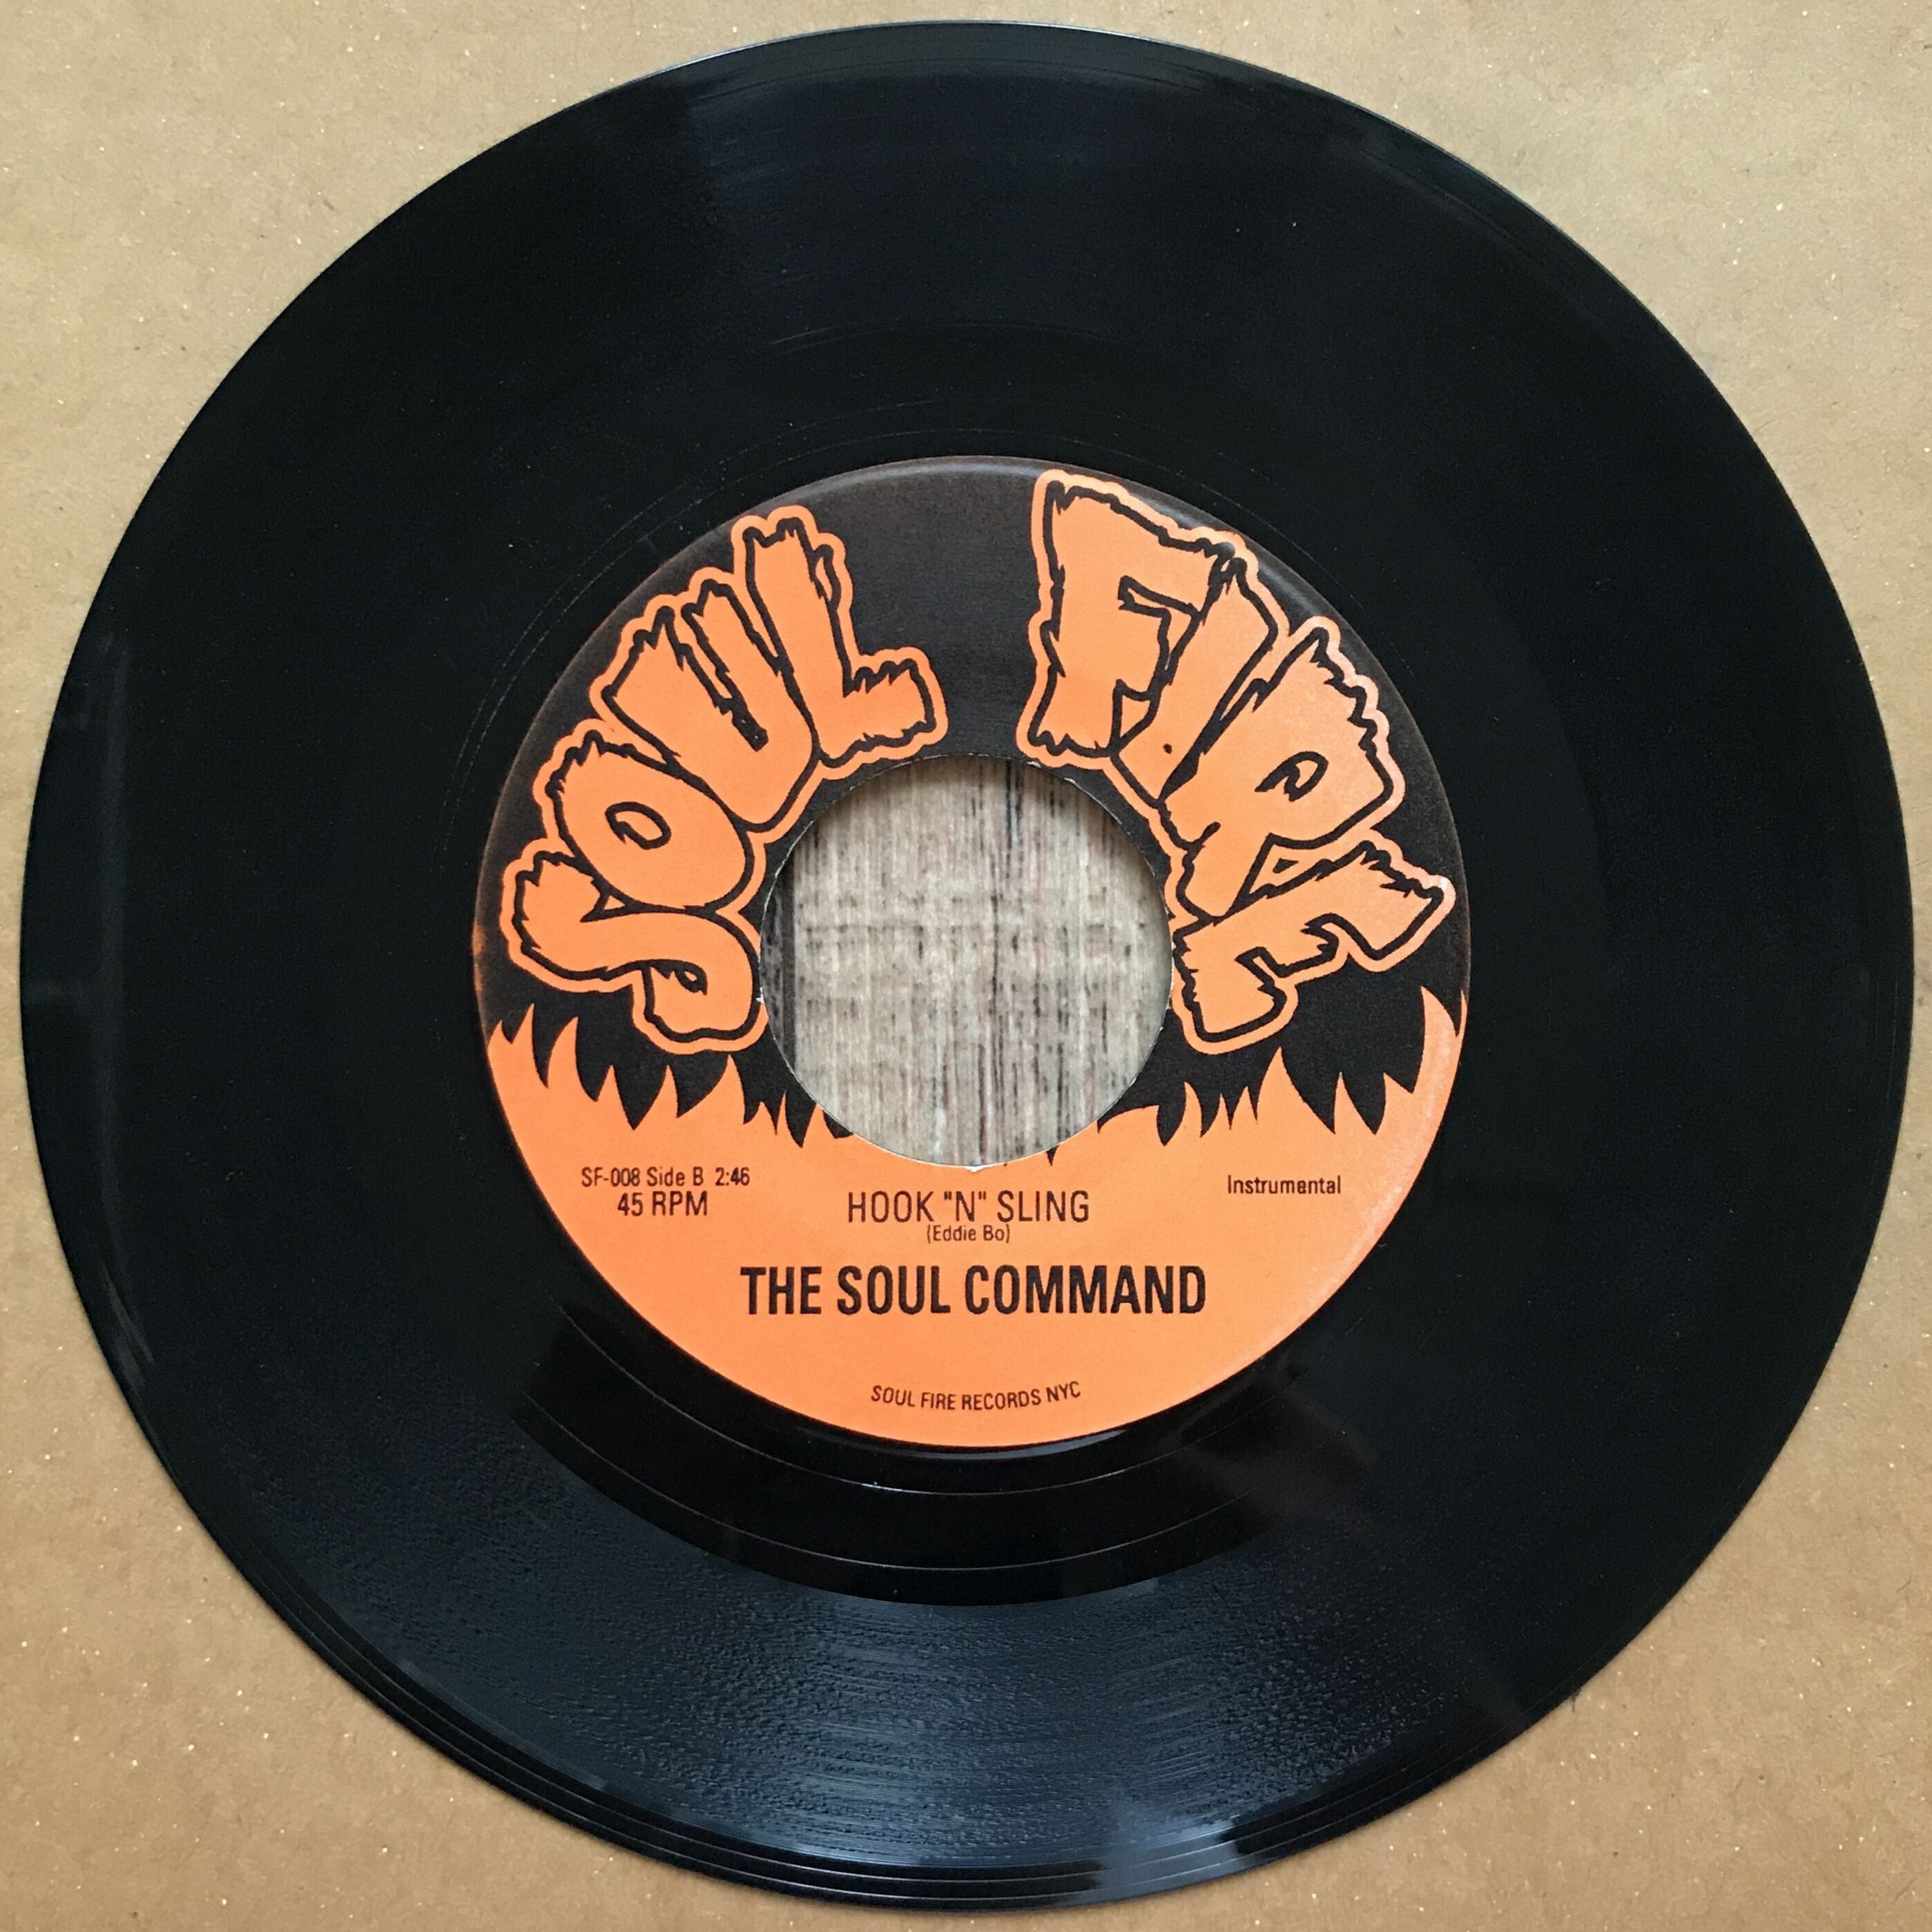 SOUL FIRE
SF-008 Side B 2:46
45 RPM
Instrumental
HOOK "N" SLING
(Eddie Bo)
THE SOUL COMMAND
SOUL FIRE RECORDS NYC